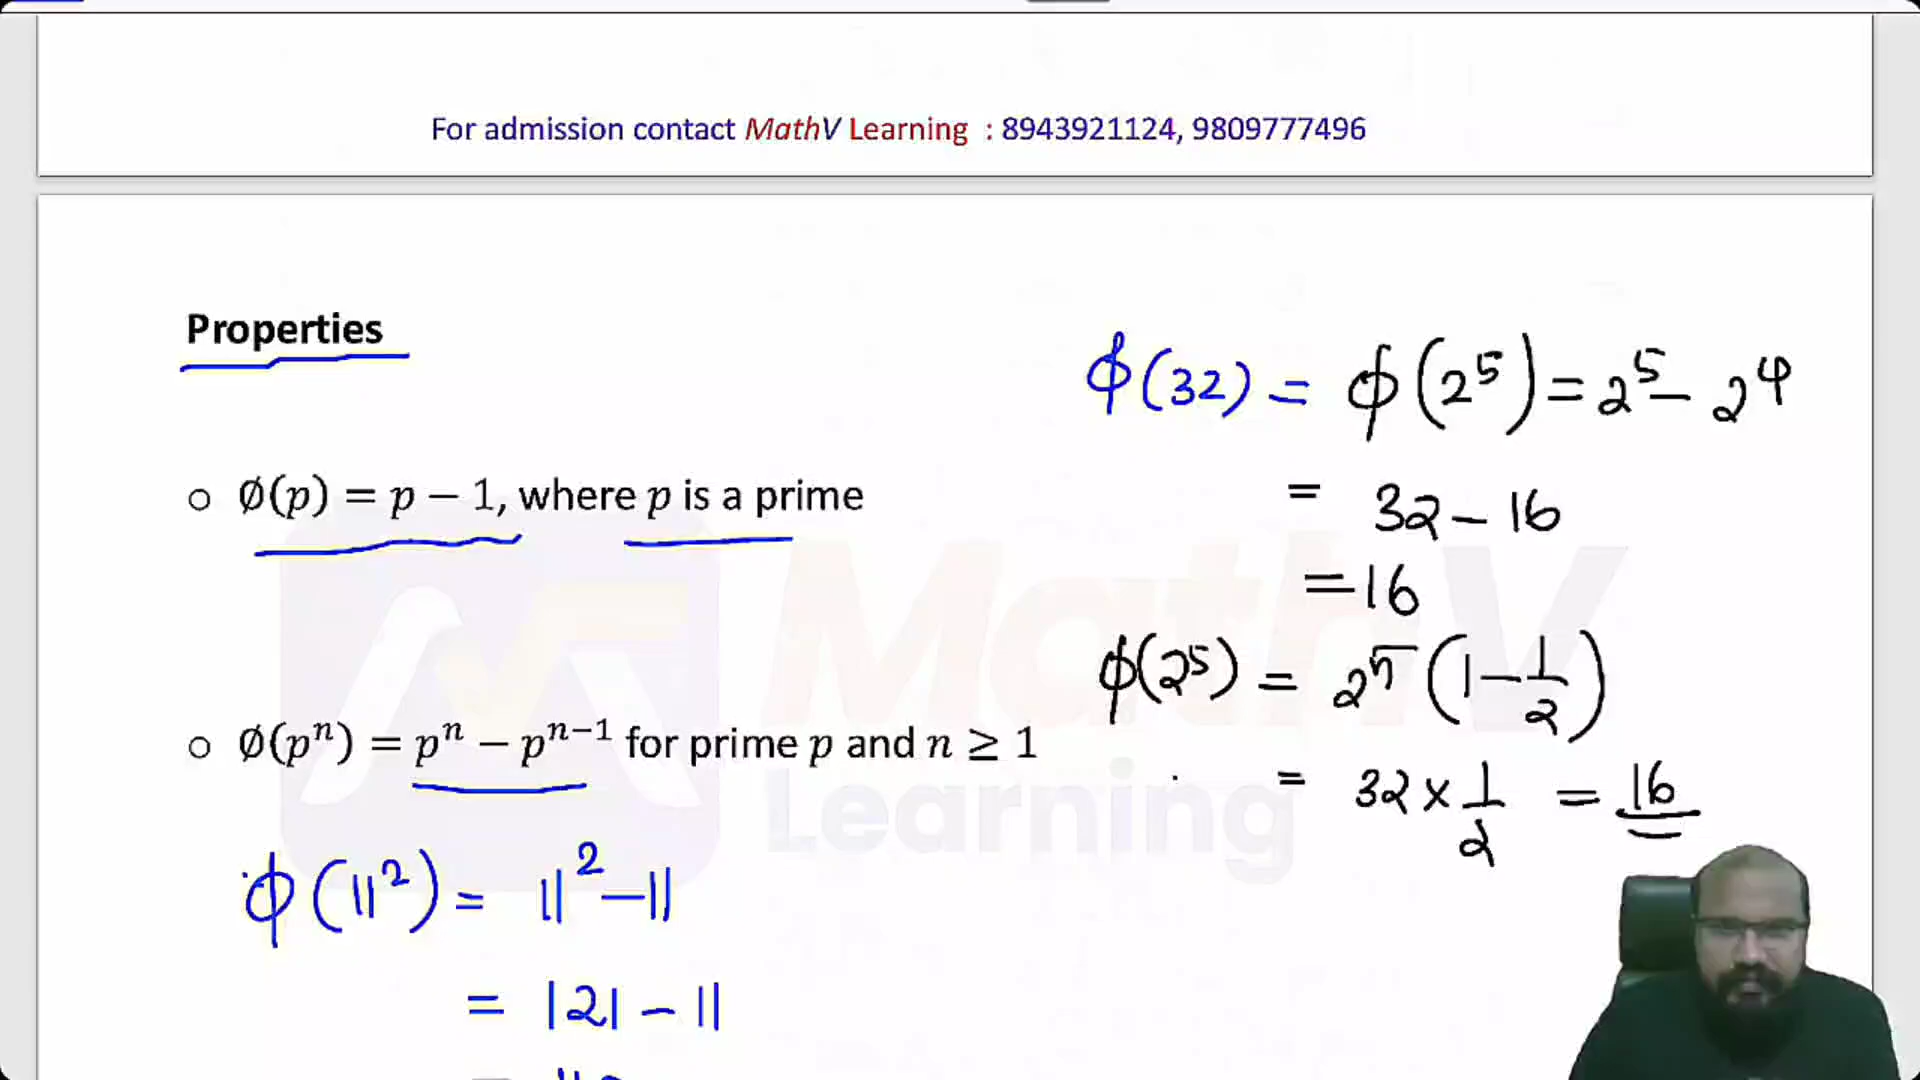 For admission contact MathV Learning : 8943921124, 9809777496
Properties
○ ∅(p) = p − 1, where p is a prime
○ ∅(pⁿ) = pⁿ − pⁿ⁻¹ for prime p and n ≥ 1
ϕ(11²) = 11² − 11
= 121 − 11
ϕ(32) = ϕ(2⁵) = 2⁵ − 2⁴
= 32 − 16
= 16
ϕ(2⁵) = 2⁵(1 − 1/2)
= 32 × 1/2 = 16
MathV
Learning